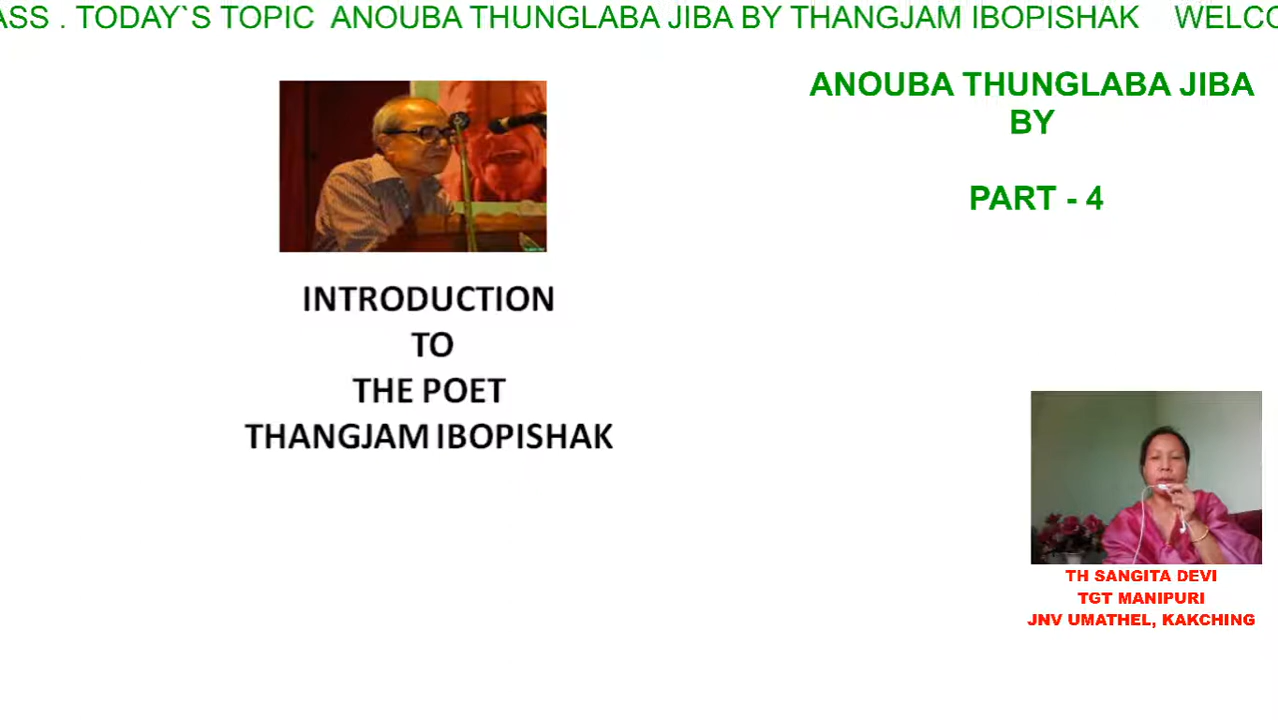 ASS . TODAY`S TOPIC ANOUBA THUNGLABA JIBA BY THANGJAM IBOPISHAK WELCO
ANOUBA THUNGLABA JIBA
BY
PART - 4
INTRODUCTION
TO
THE POET
THANGJAM IBOPISHAK
TH SANGITA DEVI
TGT MANIPURI
JNV UMATHEL, KAKCHING